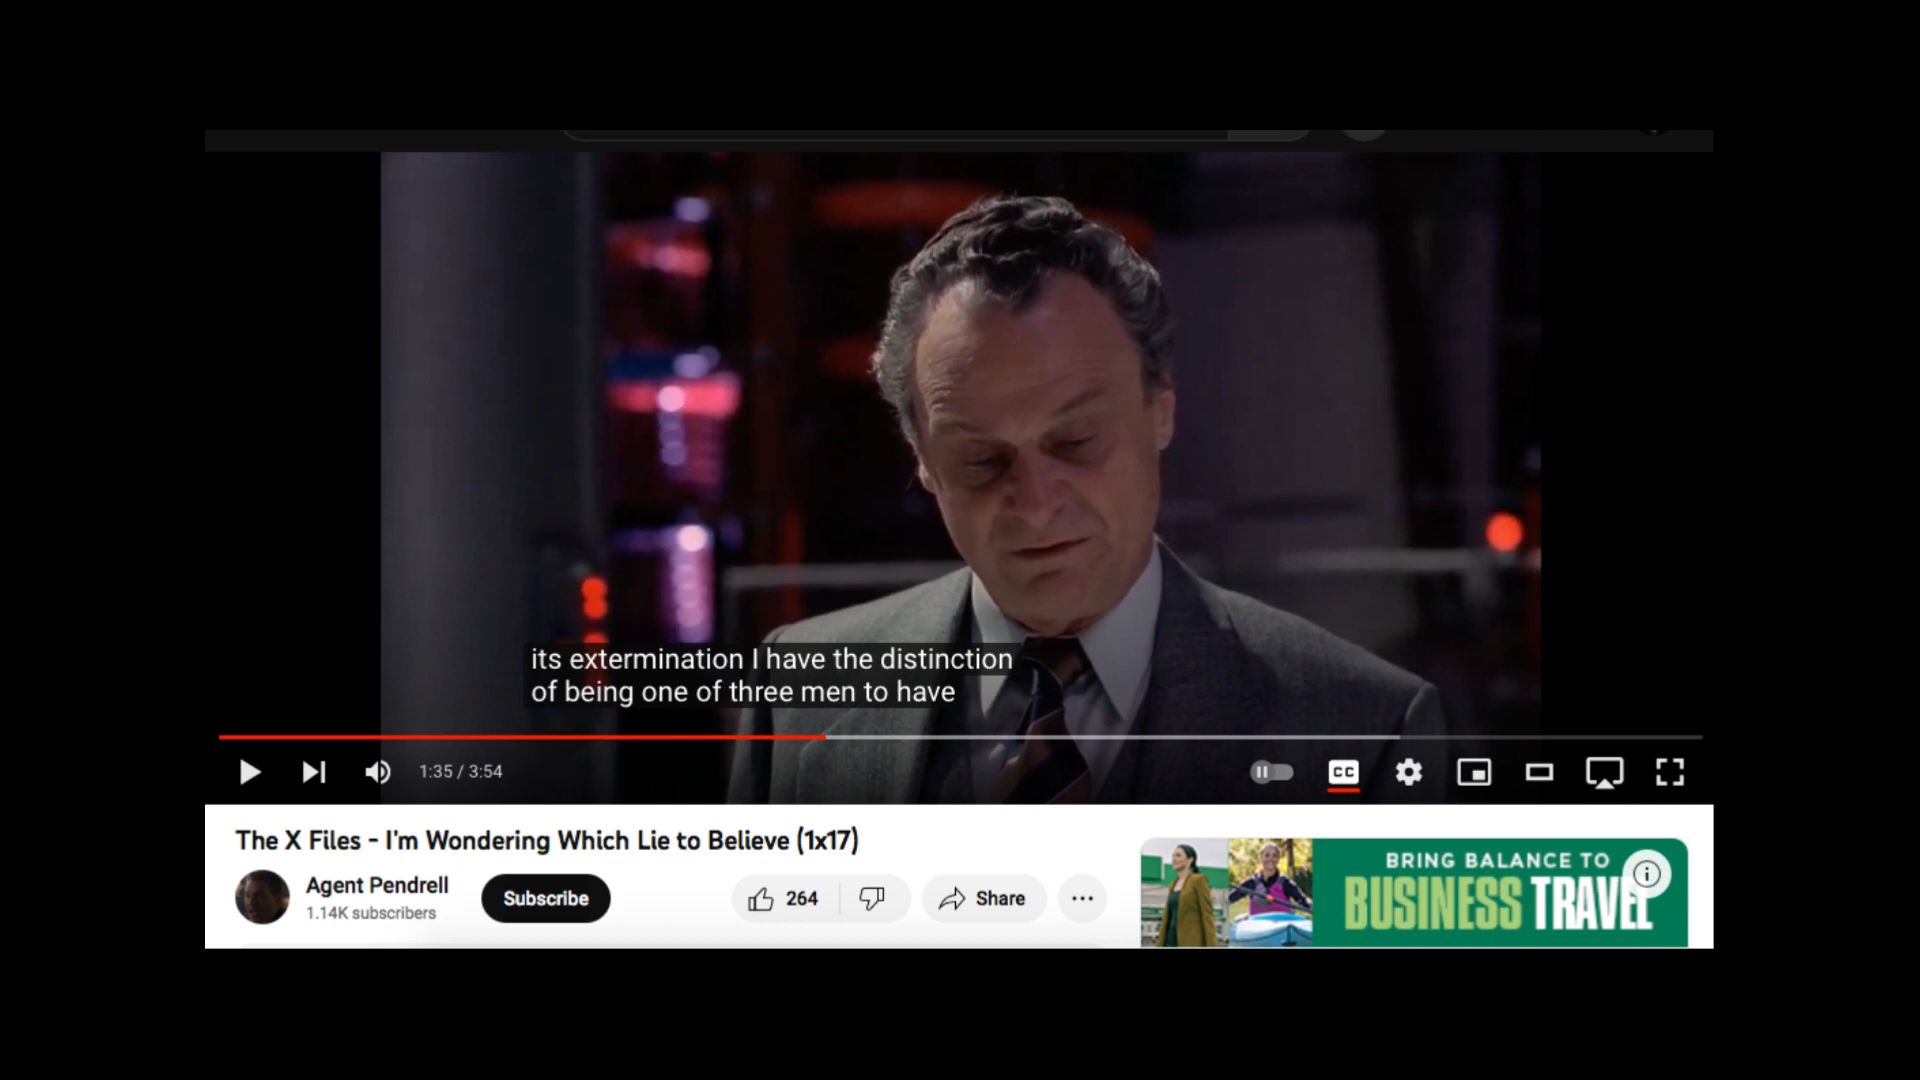 its extermination I have the distinction
of being one of three men to have
1:35 / 3:54
CC
The X Files - I'm Wondering Which Lie to Believe (1x17)
Agent Pendrell
1.14K subscribers
Subscribe
264
Share
BRING BALANCE TO
BUSINESS TRAVEL